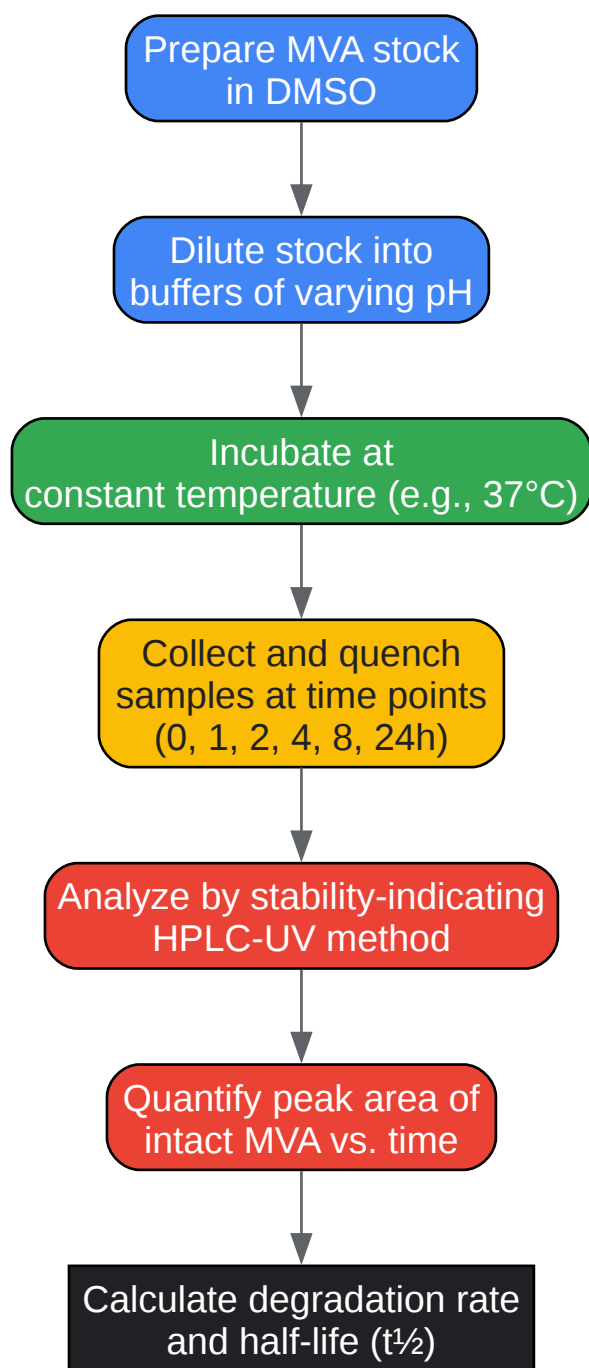 Prepare MVA stock
in DMSO
Dilute stock into
buffers of varying pH
Incubate at
constant temperature (e.g., 37°C)
Collect and quench
samples at time points
(0, 1, 2, 4, 8, 24h)
Analyze by stability-indicating
HPLC-UV method
Quantify peak area of
intact MVA vs. time
Calculate degradation rate
and half-life (t½)